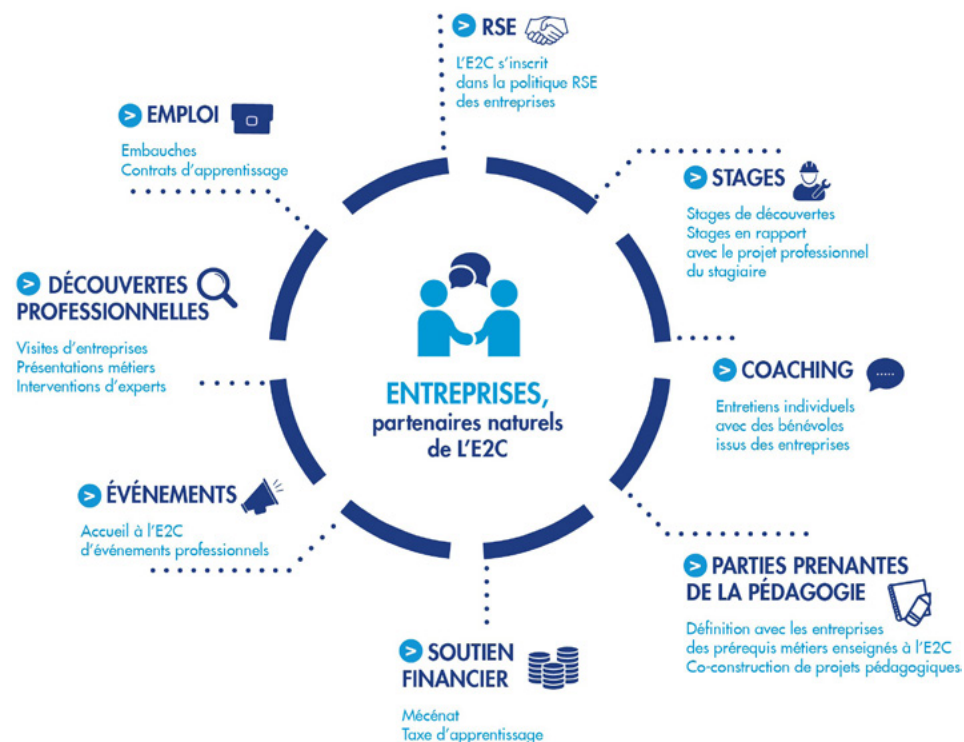 RSE
L'E2C s'inscrit
dans la politique RSE
des entreprises
EMPLOI
Embauches
Contrats d'apprentissage
STAGES
Stages de découvertes
Stages en rapport
avec le projet professionnel
du stagiaire
DÉCOUVERTES
PROFESSIONNELLES
Visites d'entreprises
Présentations métiers
Interventions d'experts
ENTREPRISES,
partenaires naturels
de L'E2C
COACHING
Entretiens individuels
avec des bénévoles
issus des entreprises
ÉVÉNEMENTS
Accueil à l'E2C
d'événements professionnels
PARTIES PRENANTES
DE LA PÉDAGOGIE
Définition avec les entreprises
des prérequis métiers enseignés à l'E2C
Co-construction de projets pédagogiques
SOUTIEN
FINANCIER
Mécénat
Taxe d'apprentissage